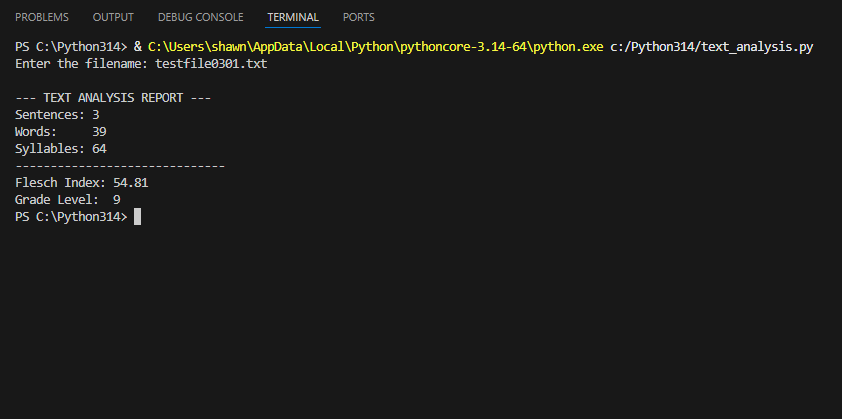 PROBLEMS OUTPUT DEBUG CONSOLE TERMINAL PORTS
PS C:\Python314> & C:\Users\shawn\AppData\Local\Python\pythoncore-3.14-64\python.exe c:/Python314/text_analysis.py
Enter the filename: testfile0301.txt

--- TEXT ANALYSIS REPORT ---
Sentences: 3
Words:     39
Syllables: 64
------------------------------
Flesch Index: 54.81
Grade Level:  9
PS C:\Python314>